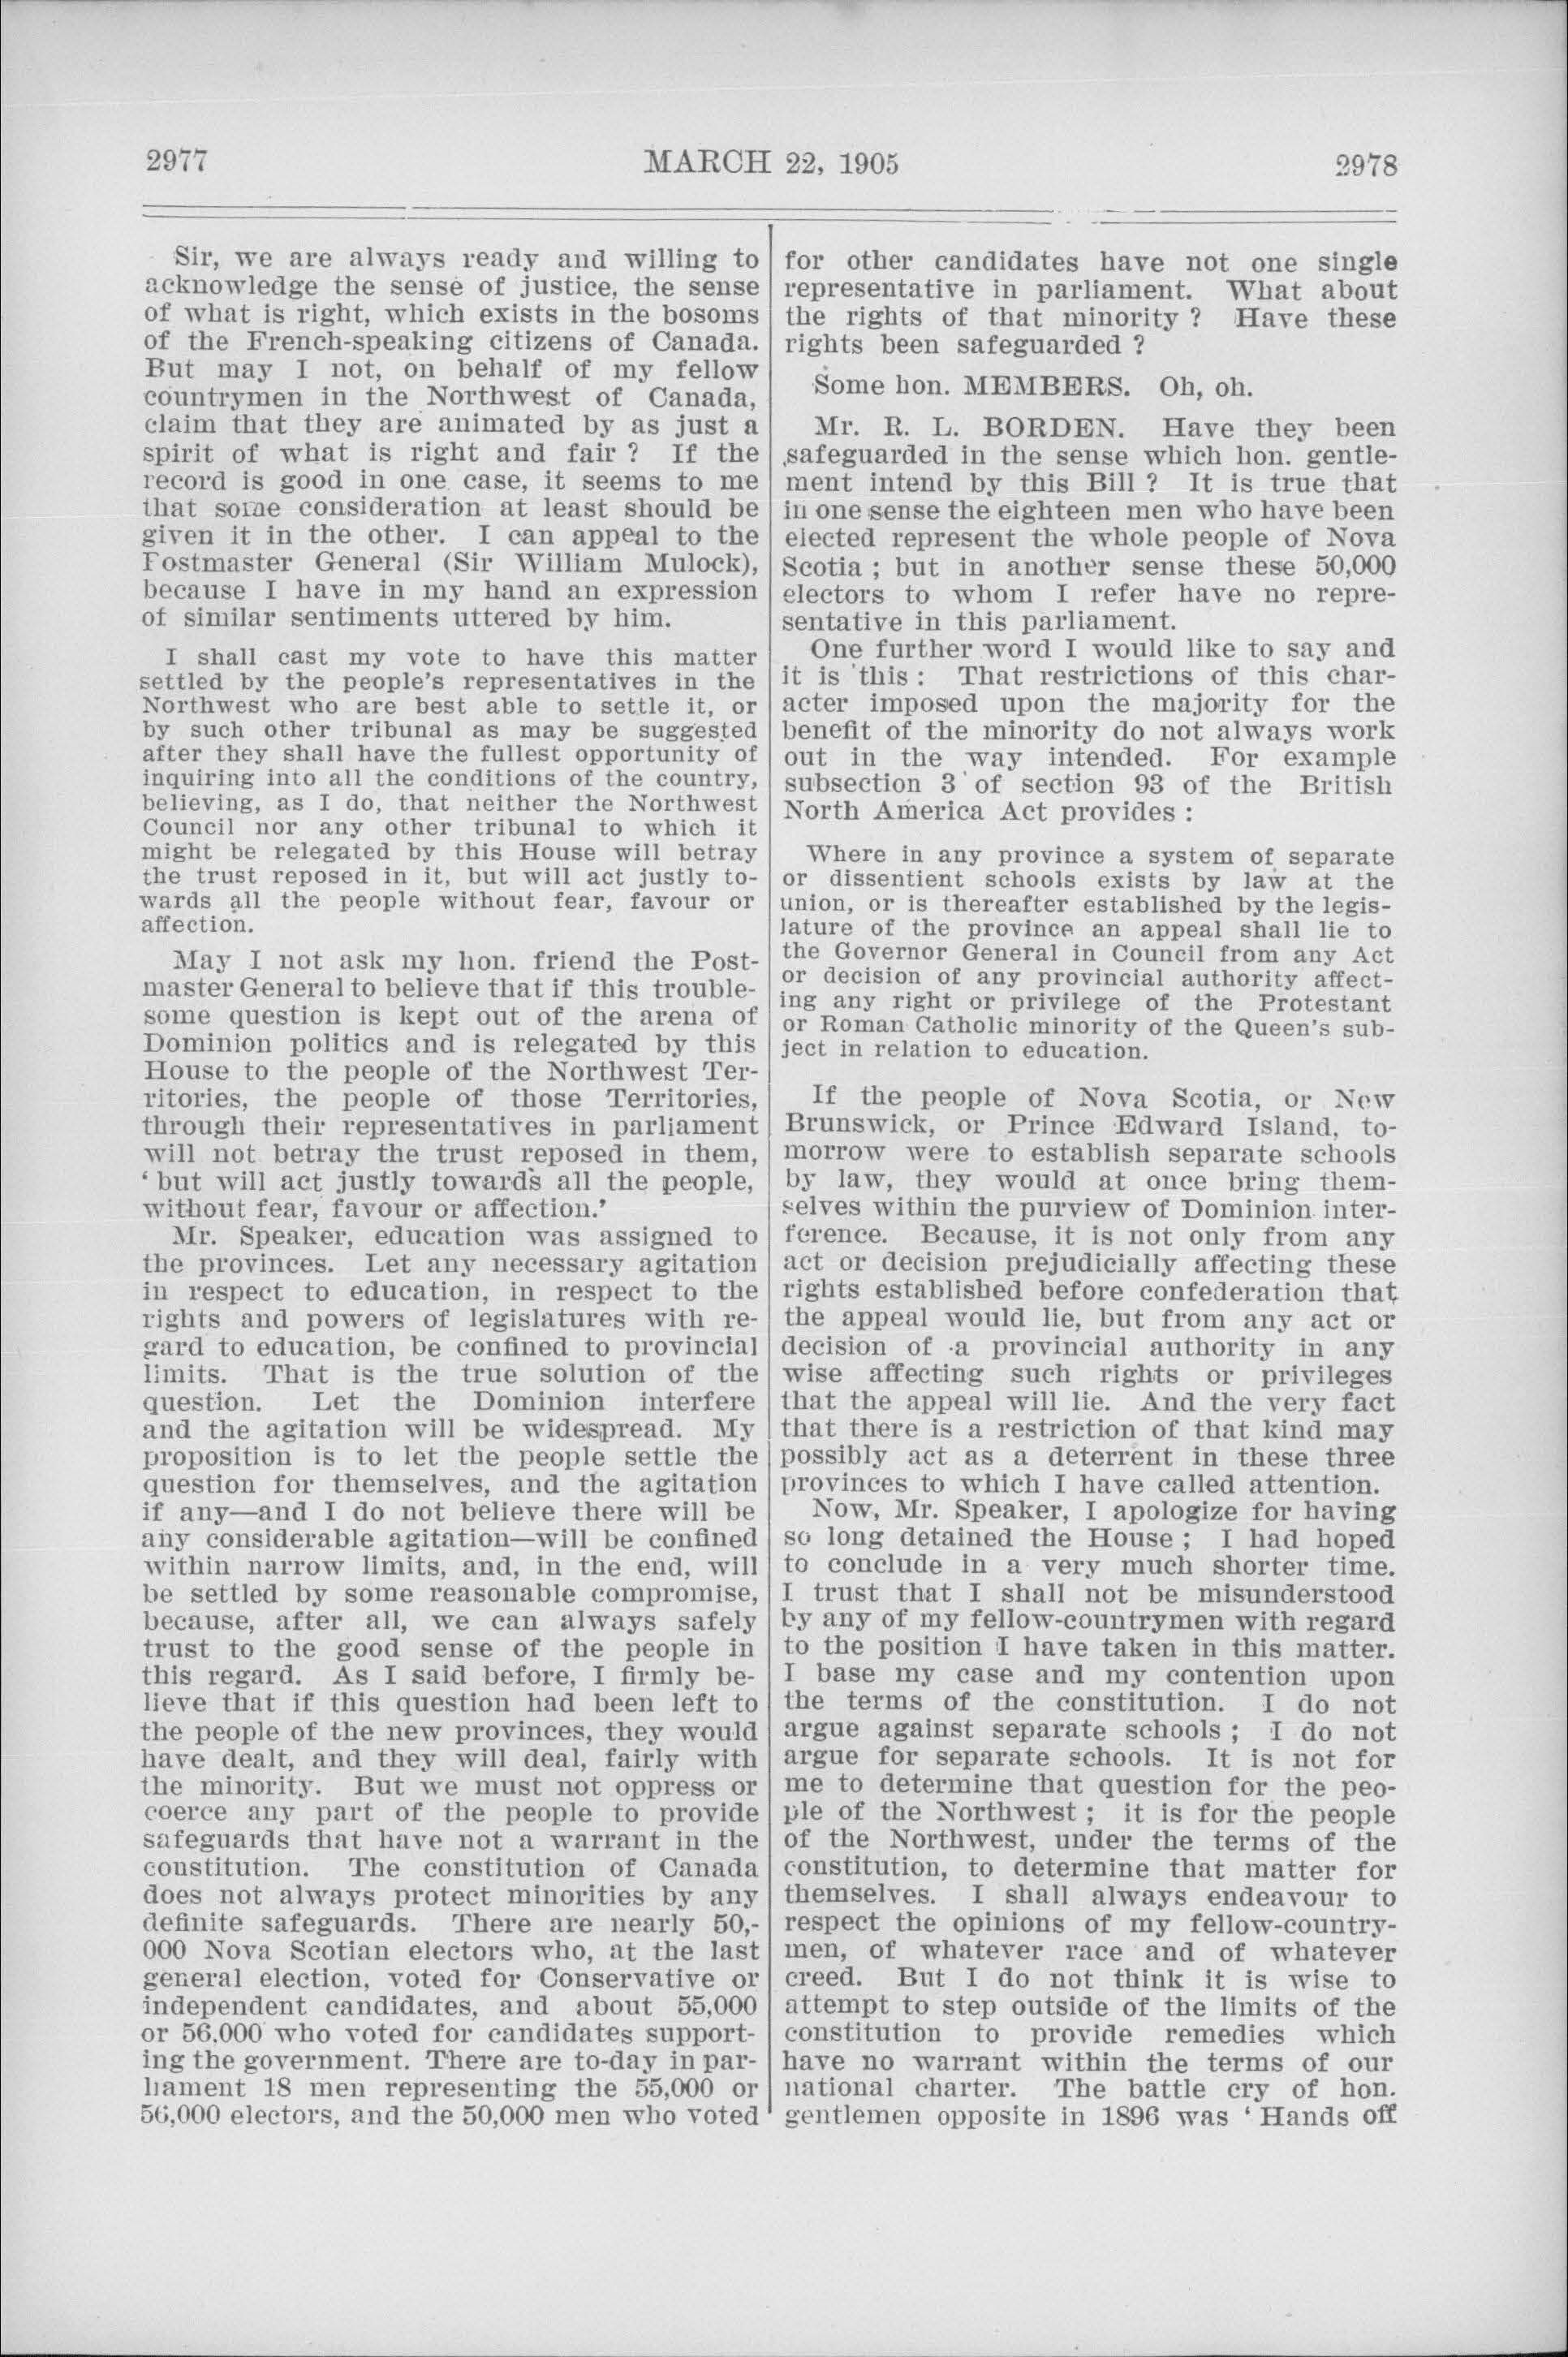 2977
MARCH 22, 1905
2978
Sir, we are always ready and willing to
acknowledge the sense of justice, the sense
of what is right, which exists in the bosoms
of the French-speaking citizens of Canada.
But may I not, on behalf of my fellow
countrymen in the Northwest of Canada,
claim that they are animated by as just a
spirit of what is right and fair ? If the
record is good in one case, it seems to me
that some consideration at least should be
given it in the other. I can appeal to the
Postmaster General (Sir William Mulock),
because I have in my hand an expression
of similar sentiments uttered by him.
I shall cast my vote to have this matter
settled by the people's representatives in the
Northwest who are best able to settle it, or
by such other tribunal as may be suggested
after they shall have the fullest opportunity of
inquiring into all the conditions of the country,
believing, as I do, that neither the Northwest
Council nor any other tribunal to which it
might be relegated by this House will betray
the trust reposed in it, but will act justly to-
wards all the people without fear, favour or
affection.
May I not ask my hon. friend the Post-
master General to believe that if this trouble-
some question is kept out of the arena of
Dominion politics and is relegated by this
House to the people of the Northwest Ter-
ritories, the people of those Territories,
through their representatives in parliament
will not betray the trust reposed in them,
‘ but will act justly towards all the people,
without fear, favour or affection.’
Mr. Speaker, education was assigned to
the provinces. Let any necessary agitation
in respect to education, in respect to the
rights and powers of legislatures with re-
gard to education, be confined to provincial
limits. That is the true solution of the
question. Let the Dominion interfere
and the agitation will be widespread. My
proposition is to let the people settle the
question for themselves, and the agitation
if any—and I do not believe there will be
any considerable agitation—will be confined
within narrow limits, and, in the end, will
be settled by some reasonable compromise,
because, after all, we can always safely
trust to the good sense of the people in
this regard. As I said before, I firmly be-
lieve that if this question had been left to
the people of the new provinces, they would
have dealt, and they will deal, fairly with
the minority. But we must not oppress or
coerce any part of the people to provide
safeguards that have not a warrant in the
constitution. The constitution of Canada
does not always protect minorities by any
definite safeguards. There are nearly 50,-
000 Nova Scotian electors who, at the last
general election, voted for Conservative or
independent candidates, and about 55,000
or 56,000 who voted for candidates support-
ing the government. There are to-day in par-
liament 18 men representing the 55,000 or
56,000 electors, and the 50,000 men who voted
for other candidates have not one single
representative in parliament. What about
the rights of that minority ? Have these
rights been safeguarded ?
Some hon. MEMBERS. Oh, oh.
Mr. R. L. BORDEN. Have they been
safeguarded in the sense which hon. gentle-
ment intend by this Bill ? It is true that
in one sense the eighteen men who have been
elected represent the whole people of Nova
Scotia ; but in another sense these 50,000
electors to whom I refer have no repre-
sentative in this parliament.
One further word I would like to say and
it is this : That restrictions of this char-
acter imposed upon the majority for the
benefit of the minority do not always work
out in the way intended. For example
subsection 3 of section 93 of the British
North America Act provides :
Where in any province a system of separate
or dissentient schools exists by law at the
union, or is thereafter established by the legis-
lature of the province an appeal shall lie to
the Governor General in Council from any Act
or decision of any provincial authority affect-
ing any right or privilege of the Protestant
or Roman Catholic minority of the Queen's sub-
ject in relation to education.
If the people of Nova Scotia, or New
Brunswick, or Prince Edward Island, to-
morrow were to establish separate schools
by law, they would at once bring them-
selves within the purview of Dominion inter-
ference. Because, it is not only from any
act or decision prejudicially affecting these
rights established before confederation that
the appeal would lie, but from any act or
decision of a provincial authority in any
wise affecting such rights or privileges
that the appeal will lie. And the very fact
that there is a restriction of that kind may
possibly act as a deterrent in these three
provinces to which I have called attention.
Now, Mr. Speaker, I apologize for having
so long detained the House ; I had hoped
to conclude in a very much shorter time.
I trust that I shall not be misunderstood
by any of my fellow-countrymen with regard
to the position I have taken in this matter.
I base my case and my contention upon
the terms of the constitution. I do not
argue against separate schools ; I do not
argue for separate schools. It is not for
me to determine that question for the peo-
ple of the Northwest ; it is for the people
of the Northwest, under the terms of the
constitution, to determine that matter for
themselves. I shall always endeavour to
respect the opinions of my fellow-country-
men, of whatever race and of whatever
creed. But I do not think it is wise to
attempt to step outside of the limits of the
constitution to provide remedies which
have no warrant within the terms of our
national charter. The battle cry of hon.
gentlemen opposite in 1896 was ‘ Hands off